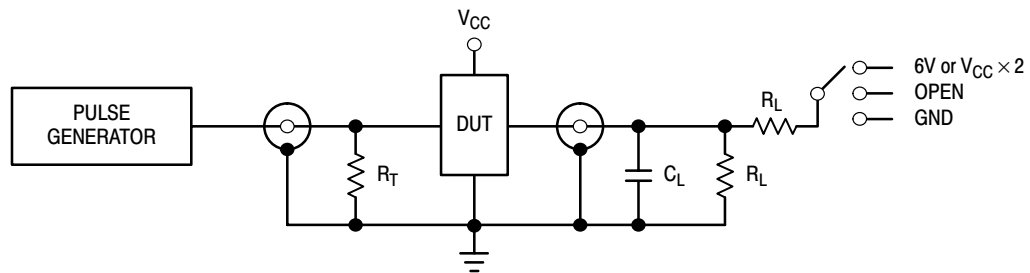 V_CC
PULSE
GENERATOR
DUT
R_T
C_L
R_L
R_L
6V or V_CC × 2
OPEN
GND